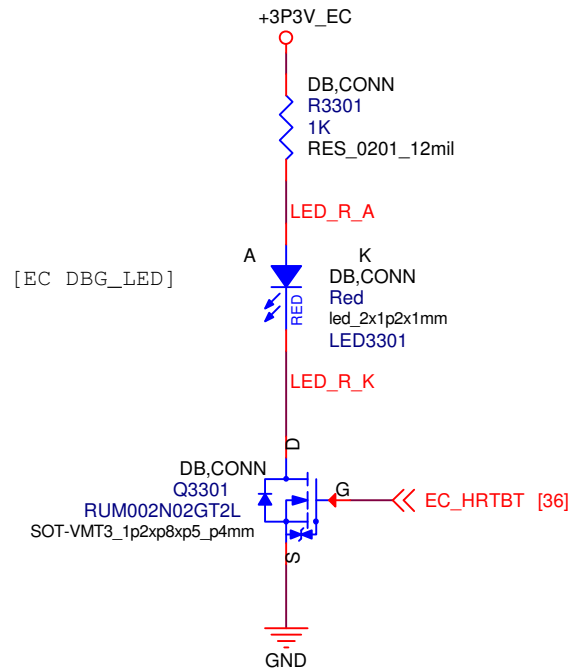 +3P3V_EC
DB,CONN
R3301
1K
RES_0201_12mil
LED_R_A
A
K
[EC DBG_LED]
DB,CONN
Red
RED
led_2x1p2x1mm
LED3301
LED_R_K
D
DB,CONN
Q3301
RUM002N02GT2L
SOT-VMT3_1p2xp8xp5_p4mm
G
EC_HRTBT [36]
S
GND